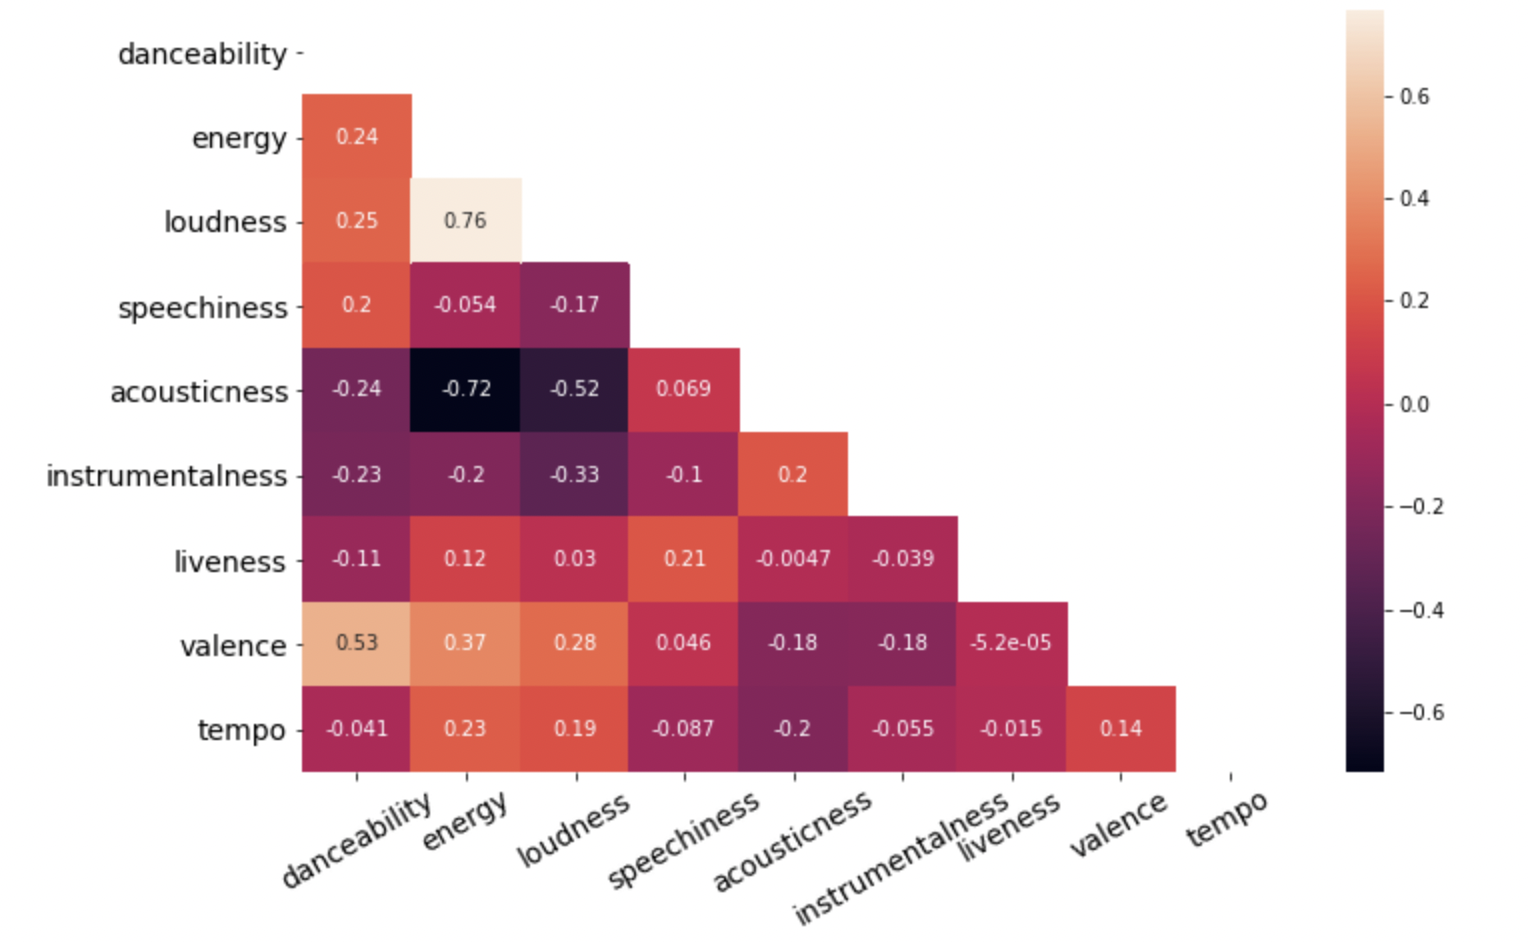 danceability
energy 0.24
loudness 0.25 0.76
speechiness 0.2 -0.054 -0.17
acousticness -0.24 -0.72 -0.52 0.069
instrumentalness -0.23 -0.2 -0.33 -0.1 0.2
liveness -0.11 0.12 0.03 0.21 -0.0047 -0.039
valence 0.53 0.37 0.28 0.046 -0.18 -0.18 -5.2e-05
tempo -0.041 0.23 0.19 -0.087 -0.2 -0.055 -0.015 0.14
danceability energy loudness speechiness acousticness instrumentalness liveness valence tempo
0.6
0.4
0.2
0.0
−0.2
−0.4
−0.6